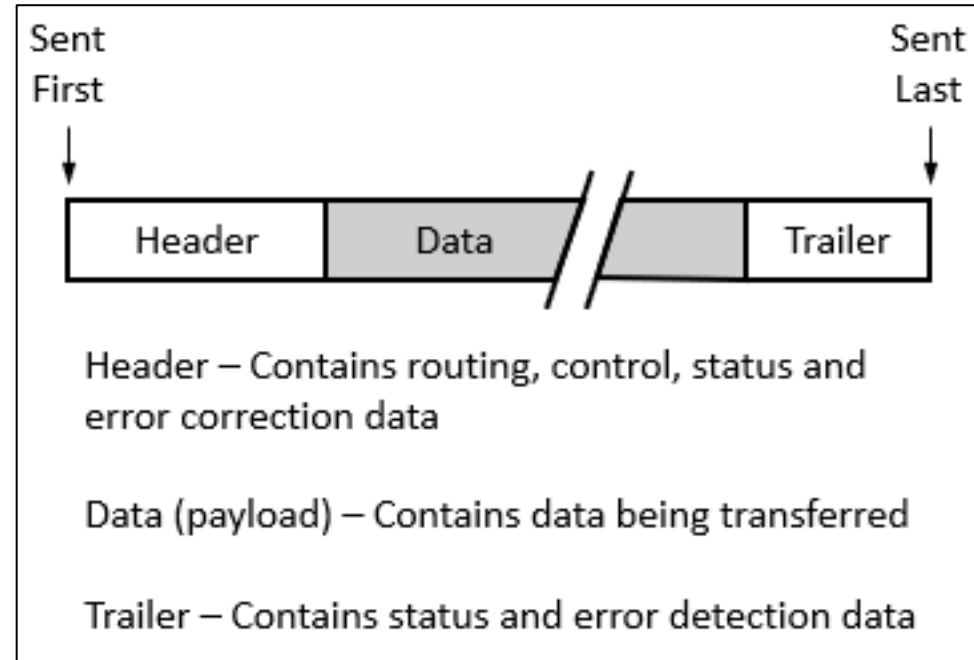 Sent
First
Sent
Last
Header
Data
Trailer
Header – Contains routing, control, status and
error correction data
Data (payload) – Contains data being transferred
Trailer – Contains status and error detection data